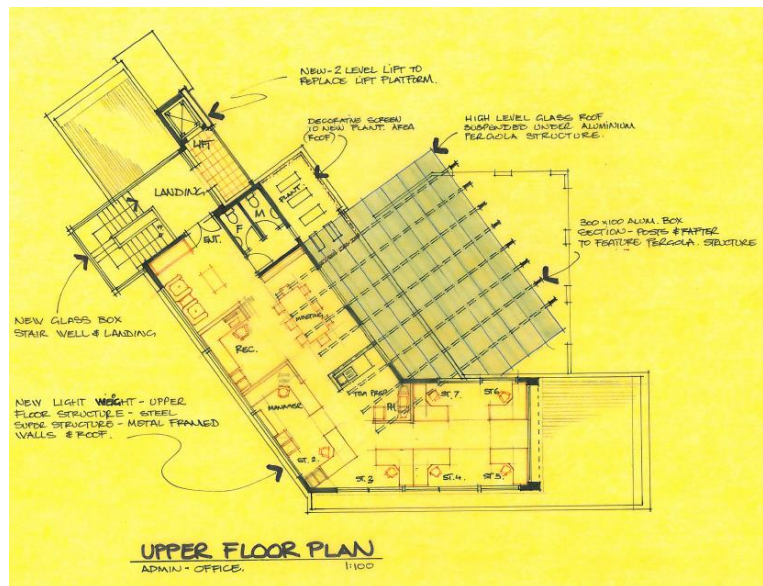 NEW-2 LEVEL LIFT TO
REPLACE LIFT PLATFORM.
DECORATIVE SCREEN
TO NEW PLANT. AREA
(ROOF)
HIGH LEVEL GLASS ROOF
SUSPENDED UNDER ALUMINIUM
PERGOLA STRUCTURE.
LIFT
LANDING
PLANT.
M
F
ENT.
300 x100 ALUM. BOX
SECTION - POSTS & RAFTER
TO FEATURE PERGOLA. STRUCTURE
NEW GLASS BOX
STAIR WELL & LANDING
MEETING
REC.
NEW LIGHT WEIGHT - UPPER
FLOOR STRUCTURE - STEEL
SUPER STRUCTURE - METAL FRAMED
WALLS & ROOF.
MANAGER
TEA PREP.
ST.7.
ST.6.
ST. 2.
ST.3
ST.4.
ST.5.
UPPER FLOOR PLAN
ADMIN - OFFICE.
1:100